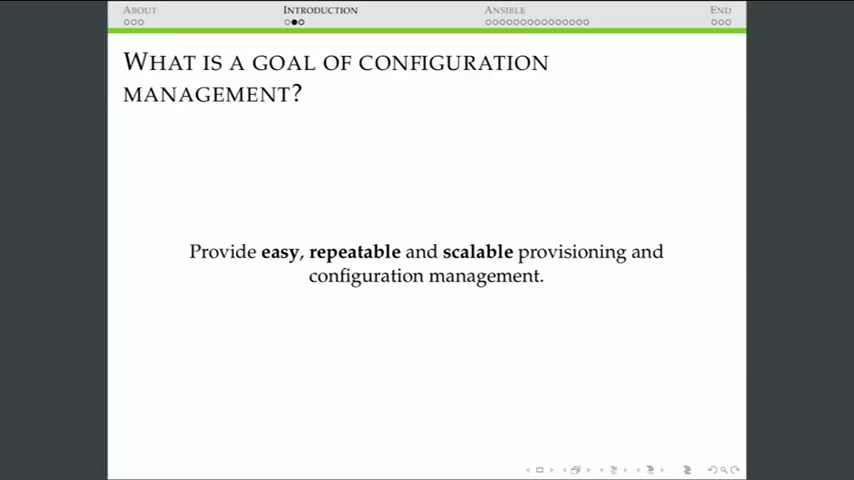 ABOUT INTRODUCTION ANSIBLE END
WHAT IS A GOAL OF CONFIGURATION
MANAGEMENT?
Provide easy, repeatable and scalable provisioning and
configuration management.